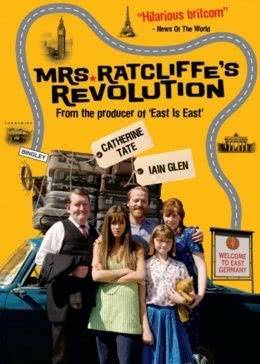 "Hilarious britcom"
- News Of The World
MRS★RATCLIFFE'S
REVOLUTION
From the producer of 'East Is East'
CATHERINE
TATE
IAIN GLEN
YORKSHIRE
BINGLEY
WELCOME TO
EAST
GERMANY